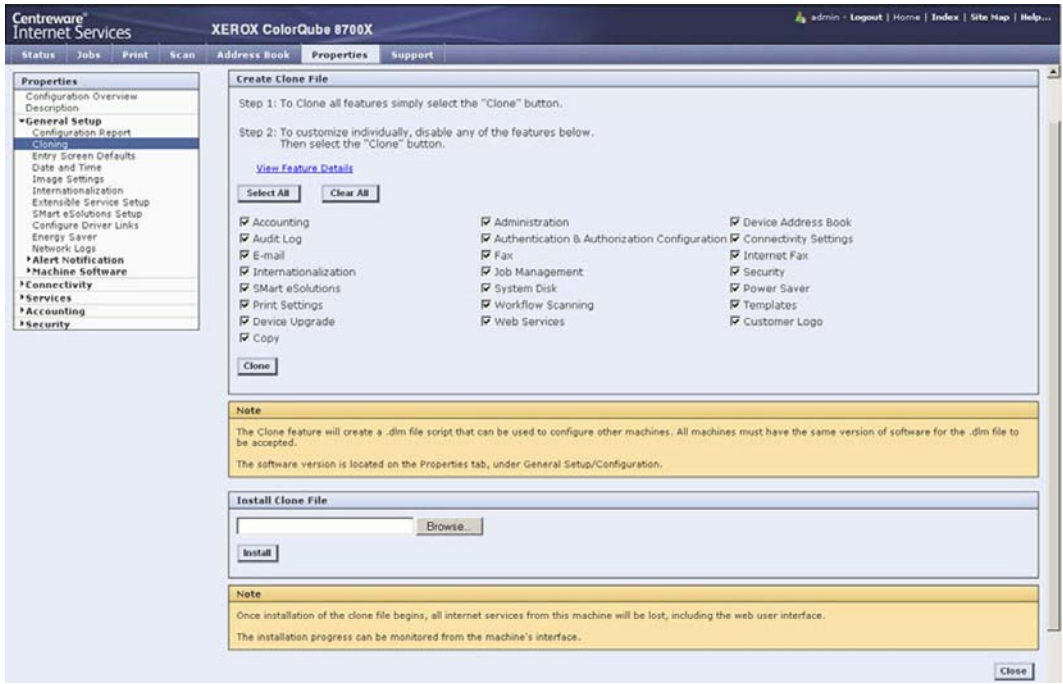 Centreware®
Internet Services
XEROX ColorQube 8700X
admin - Logout | Home | Index | Site Map | Help...
Status Jobs Print Scan Address Book Properties Support
Properties
Configuration Overview
Description
General Setup
Configuration Report
Cloning
Entry Screen Defaults
Date and Time
Image Settings
Internationalization
Extensible Service Setup
SMart eSolutions Setup
Configure Driver Links
Energy Saver
Network Logs
Alert Notification
Machine Software
Connectivity
Services
Accounting
Security
Create Clone File
Step 1: To Clone all features simply select the "Clone" button.
Step 2: To customize individually, disable any of the features below.
Then select the "Clone" button.
View Feature Details
Select All Clear All
Accounting Administration Device Address Book
Audit Log Authentication & Authorization Configuration Connectivity Settings
E-mail Fax Internet Fax
Internationalization Job Management Security
SMart eSolutions System Disk Power Saver
Print Settings Workflow Scanning Templates
Device Upgrade Web Services Customer Logo
Copy
Clone
Note
The Clone feature will create a .dlm file script that can be used to configure other machines. All machines must have the same version of software for the .dlm file to
be accepted.
The software version is located on the Properties tab, under General Setup/Configuration.
Install Clone File
Browse...
Install
Note
Once installation of the clone file begins, all internet services from this machine will be lost, including the web user interface.
The installation progress can be monitored from the machine's interface.
Close